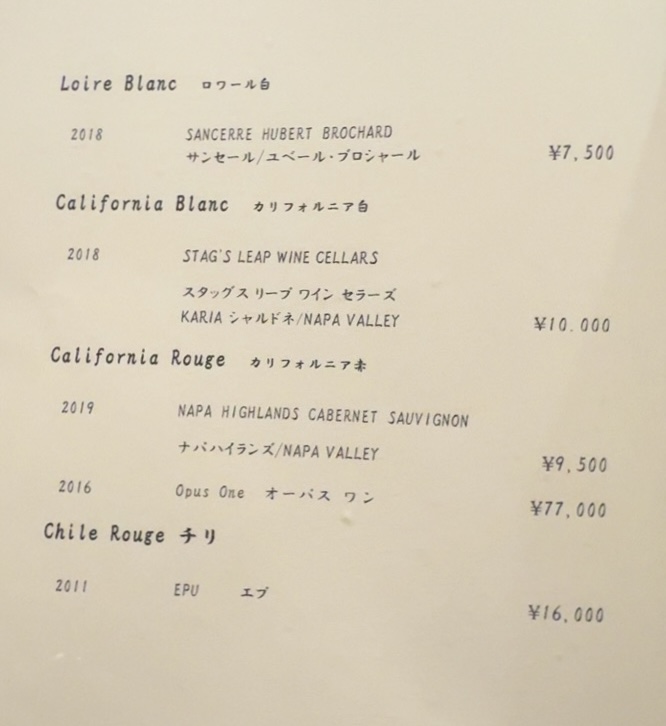 Loire Blanc ロワール白
2018 SANCERRE HUBERT BROCHARD
サンセール/ユベール・ブロシャール ¥7,500
California Blanc カリフォルニア白
2018 STAG'S LEAP WINE CELLARS
スタッグス リープ ワイン セラーズ
KARIA シャルドネ/NAPA VALLEY ¥10.000
California Rouge カリフォルニア赤
2019 NAPA HIGHLANDS CABERNET SAUVIGNON
ナパハイランズ/NAPA VALLEY ¥9,500
2016 Opus One オーパス ワン ¥77,000
Chile Rouge チリ
2011 EPU エプ ¥16,000